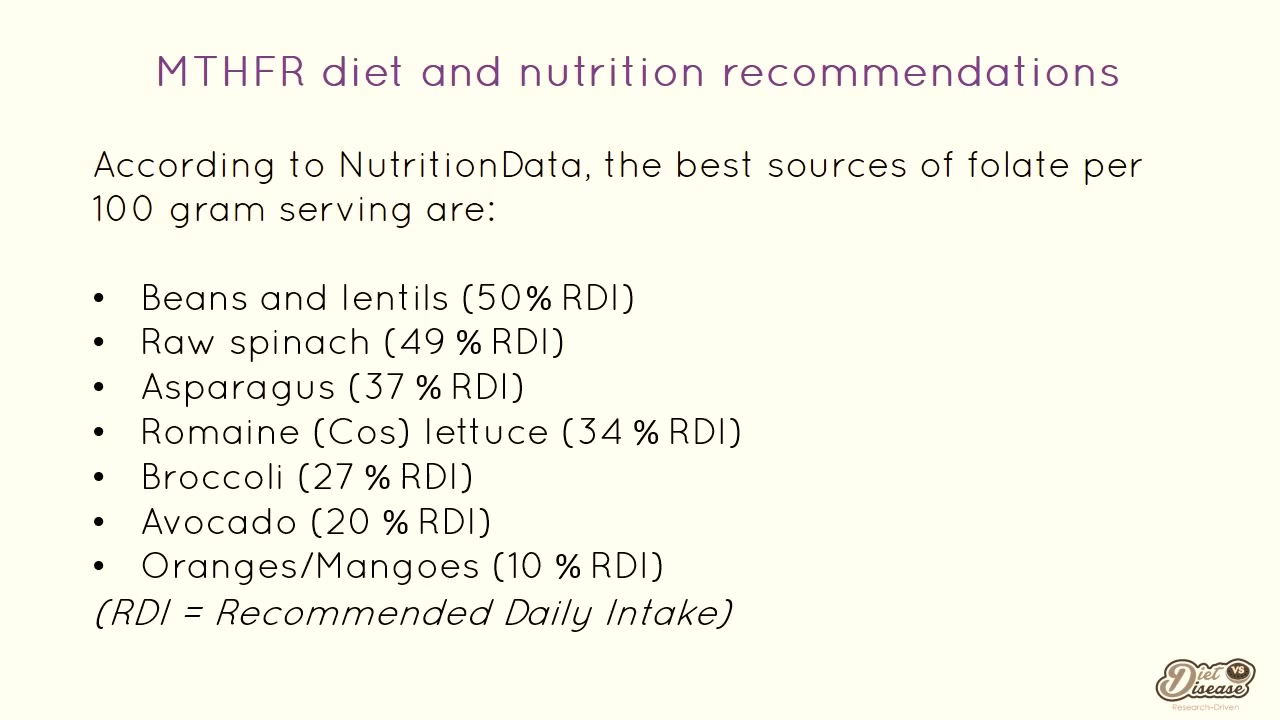 MTHFR diet and nutrition recommendations
According to NutritionData, the best sources of folate per
100 gram serving are:
• Beans and lentils (50% RDI)
• Raw spinach (49 % RDI)
• Asparagus (37 % RDI)
• Romaine (Cos) lettuce (34 % RDI)
• Broccoli (27 % RDI)
• Avocado (20 % RDI)
• Oranges/Mangoes (10 % RDI)
(RDI = Recommended Daily Intake)
Diet VS
Disease
Research-Driven